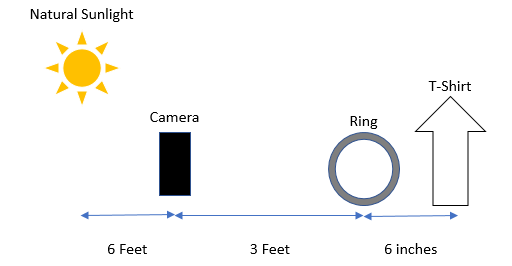 Natural Sunlight
T-Shirt
Camera
Ring
6 Feet
3 Feet
6 inches